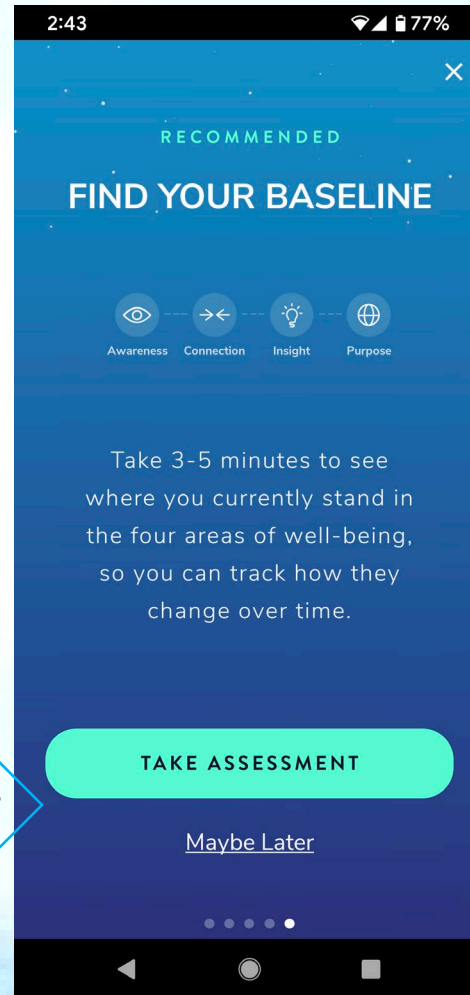 2:43 77%
RECOMMENDED
FIND YOUR BASELINE
Awareness Connection Insight Purpose
Take 3-5 minutes to see
where you currently stand in
the four areas of well-being,
so you can track how they
change over time.
TAKE ASSESSMENT
Maybe Later